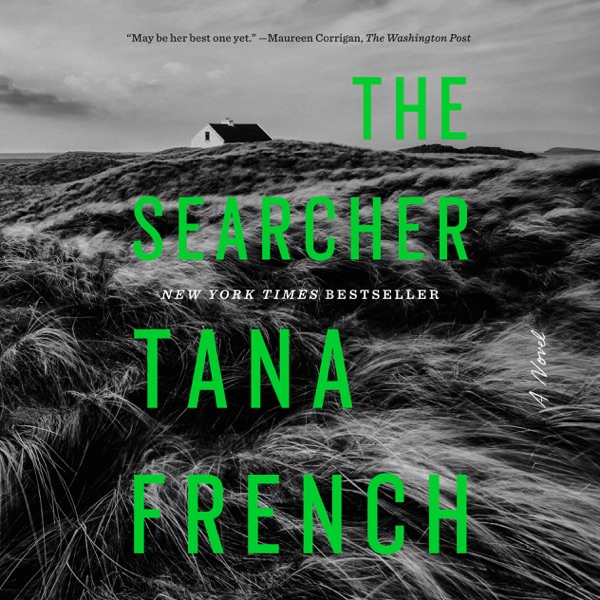 “May be her best one yet.” —Maureen Corrigan, The Washington Post
THE
SEARCHER
NEW YORK TIMES BESTSELLER
TANA
A Novel
FRENCH